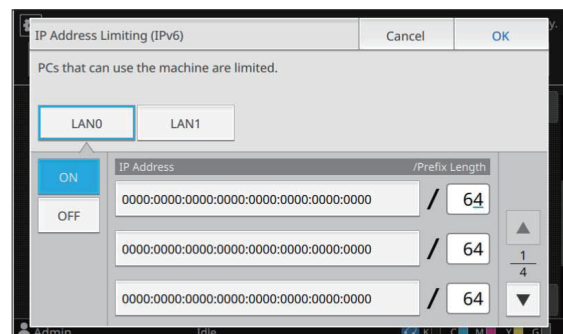 IP Address Limiting (IPv6) Cancel OK
y.
PCs that can use the machine are limited.
LAN0 LAN1
ON
IP Address /Prefix Length
0000:0000:0000:0000:0000:0000:0000:0000 / 64
OFF
0000:0000:0000:0000:0000:0000:0000:0000 / 64
1
4
0000:0000:0000:0000:0000:0000:0000:0000 / 64
Admin Idle K C M Y G